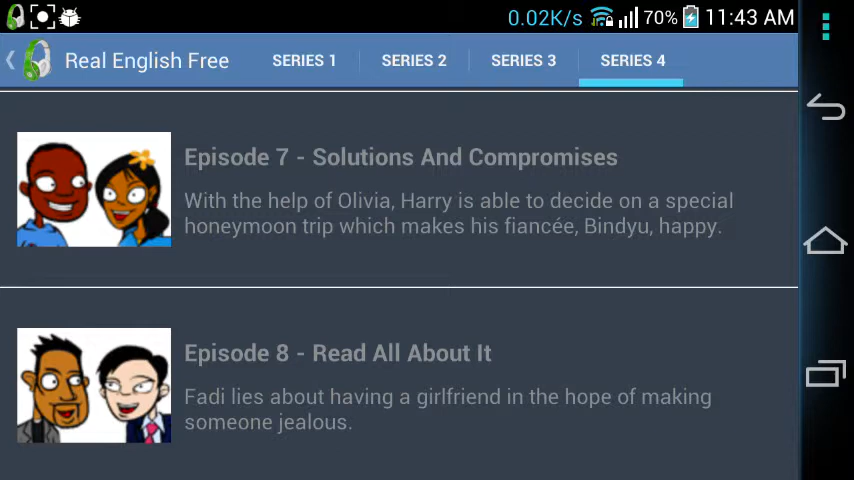 0.02K/s 70% 11:43 AM
Real English Free SERIES 1 SERIES 2 SERIES 3 SERIES 4
Episode 7 - Solutions And Compromises
With the help of Olivia, Harry is able to decide on a special
honeymoon trip which makes his fiancée, Bindyu, happy.
Episode 8 - Read All About It
Fadi lies about having a girlfriend in the hope of making
someone jealous.